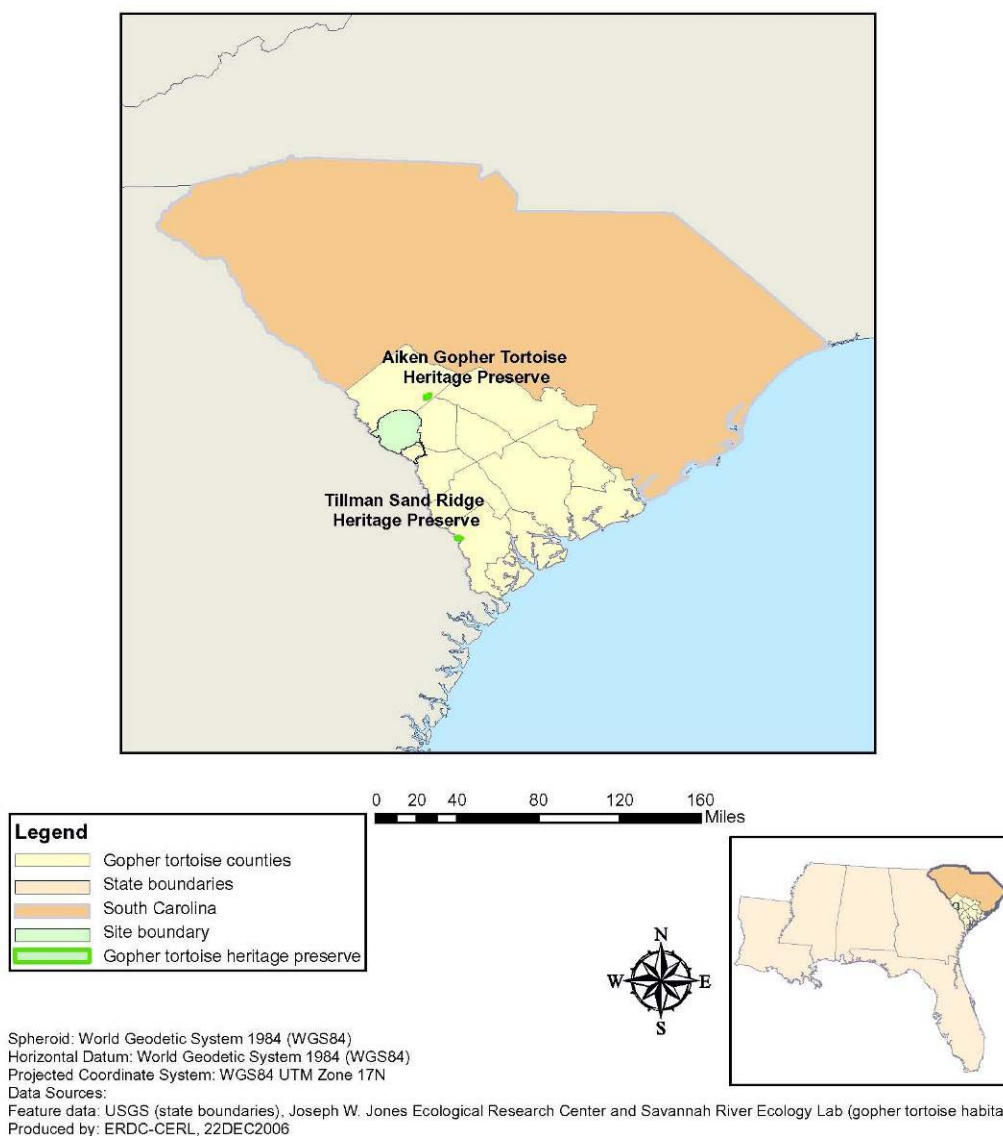 Aiken Gopher Tortoise
Heritage Preserve
Tillman Sand Ridge
Heritage Preserve
0 20 40 80 120 160
Miles
Legend
Gopher tortoise counties
State boundaries
South Carolina
Site boundary
Gopher tortoise heritage preserve
N
W E
S
Spheroid: World Geodetic System 1984 (WGS84)
Horizontal Datum: World Geodetic System 1984 (WGS84)
Projected Coordinate System: WGS84 UTM Zone 17N
Data Sources:
Feature data: USGS (state boundaries), Joseph W. Jones Ecological Research Center and Savannah River Ecology Lab (gopher tortoise habita
Produced by: ERDC-CERL, 22DEC2006